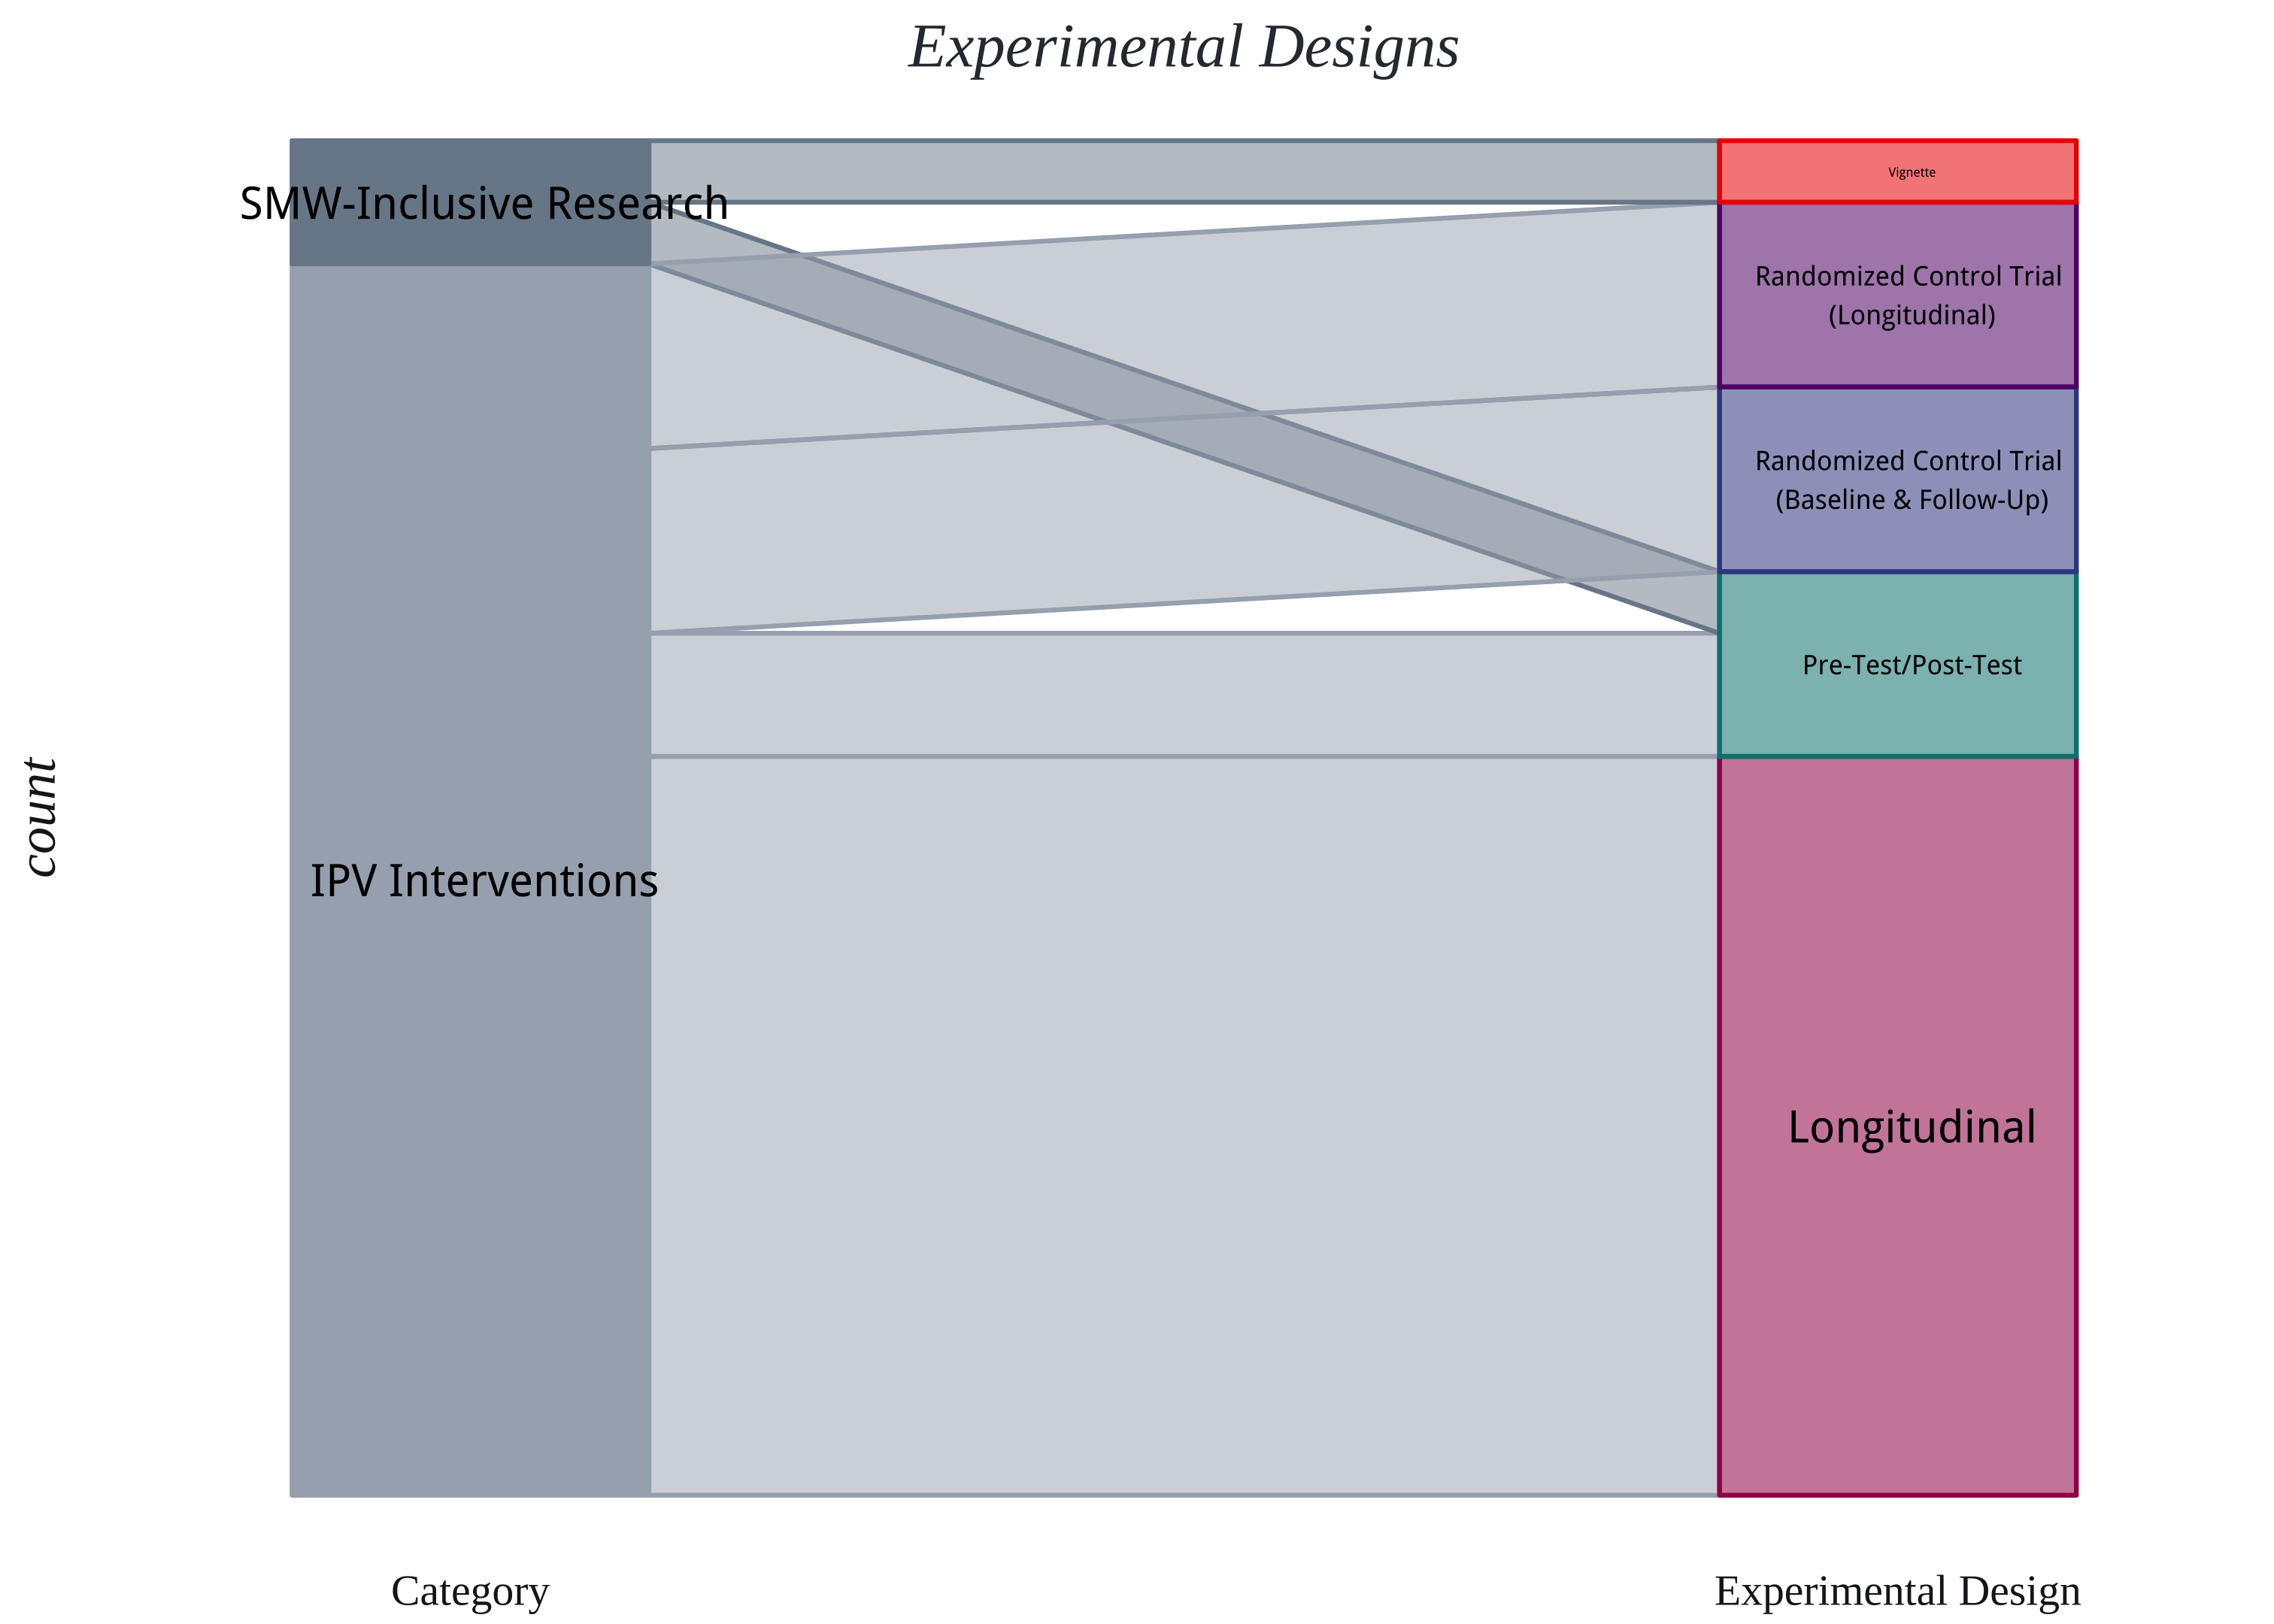 Experimental Designs
SMW-Inclusive Research
Vignette
Randomized Control Trial
(Longitudinal)
Randomized Control Trial
(Baseline & Follow-Up)
Pre-Test/Post-Test
count
IPV Interventions
Longitudinal
Category
Experimental Design